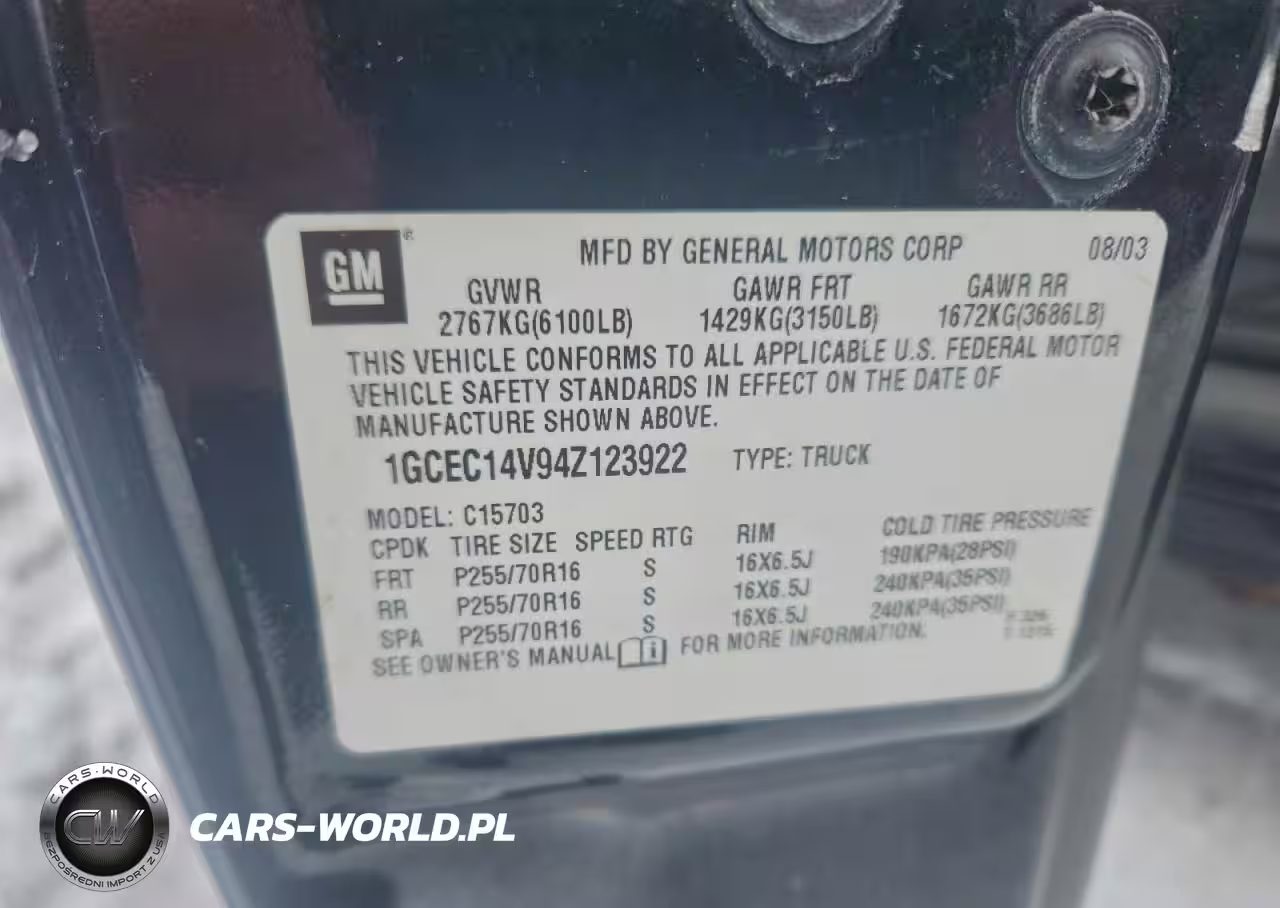 GM®
MFD BY GENERAL MOTORS CORP 08/03
GVWR GAWR FRT GAWR RR
2767KG(6100LB) 1429KG(3150LB) 1672KG(3686LB)
THIS VEHICLE CONFORMS TO ALL APPLICABLE U.S. FEDERAL MOTOR
VEHICLE SAFETY STANDARDS IN EFFECT ON THE DATE OF
MANUFACTURE SHOWN ABOVE.
1GCEC14V94Z123922 TYPE: TRUCK
MODEL: C15703
CPDK TIRE SIZE SPEED RTG RIM COLD TIRE PRESSURE
FRT P255/70R16 S 16X6.5J 190KPA(28PSI)
RR P255/70R16 S 16X6.5J 240KPA(35PSI)
SPA P255/70R16 S 16X6.5J 240KPA(35PSI)
SEE OWNER'S MANUAL FOR MORE INFORMATION.
CARS-WORLD
CW
BEZPOŚREDNI IMPORT Z USA
CARS-WORLD.PL